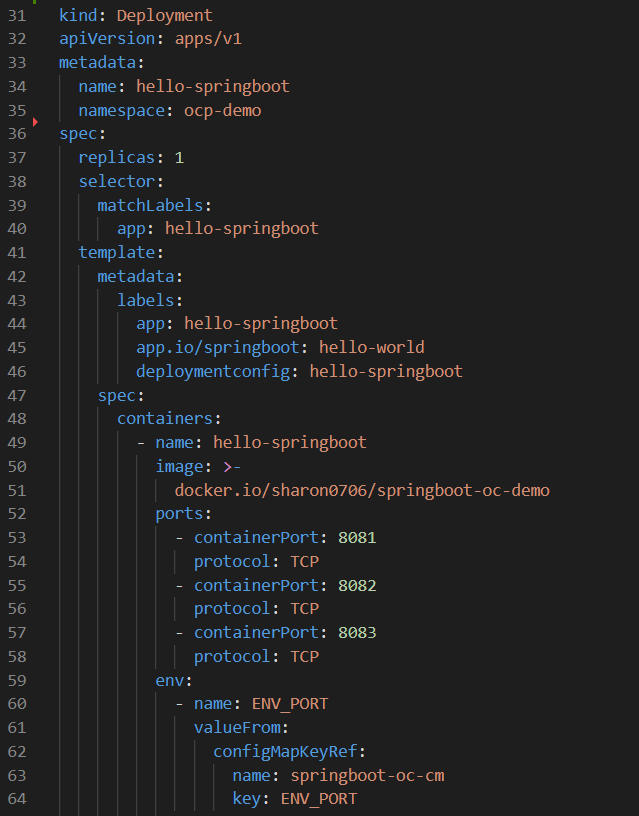 31 kind: Deployment
32 apiVersion: apps/v1
33 metadata:
34   name: hello-springboot
35   namespace: ocp-demo
36 spec:
37   replicas: 1
38   selector:
39     matchLabels:
40       app: hello-springboot
41   template:
42     metadata:
43       labels:
44         app: hello-springboot
45         app.io/springboot: hello-world
46         deploymentconfig: hello-springboot
47     spec:
48       containers:
49         - name: hello-springboot
50           image: >-
51             docker.io/sharon0706/springboot-oc-demo
52           ports:
53             - containerPort: 8081
54               protocol: TCP
55             - containerPort: 8082
56               protocol: TCP
57             - containerPort: 8083
58               protocol: TCP
59           env:
60             - name: ENV_PORT
61               valueFrom:
62                 configMapKeyRef:
63                   name: springboot-oc-cm
64                   key: ENV_PORT